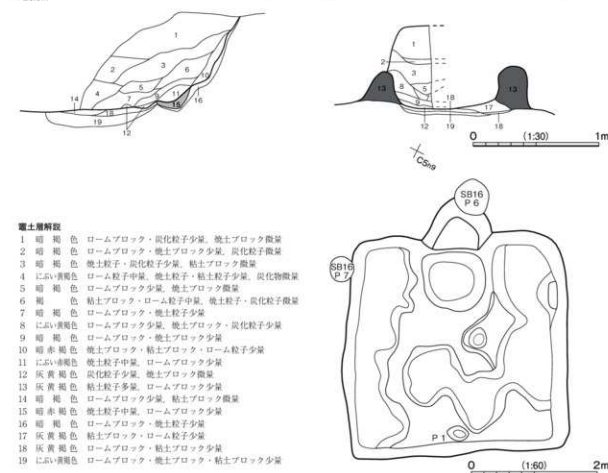 1
2
3
4
5
6
7
8
9
10
11
12
14
15
16
18
19
1
2
3
4
5
7
8
9
12
13
13
17
18
18
19
0 (1:30) 1m
C5n9
竈土層解説
1 暗褐色 ロームブロック・炭化粒子少量，焼土ブロック微量
2 暗褐色 ロームブロック・焼土ブロック少量，炭化粒子微量
3 暗褐色 焼土粒子・炭化粒子少量，粘土ブロック微量
4 にぶい黄褐色 ローム粒子中量，焼土粒子・粘土粒子少量，炭化物微量
5 暗褐色 ロームブロック少量，焼土ブロック微量
6 褐色 粘土ブロック・ローム粒子中量，焼土粒子・炭化粒子微量
7 暗褐色 ロームブロック・焼土粒子少量
8 にぶい黄褐色 ロームブロック少量，焼土ブロック・炭化粒子少量
9 暗褐色 ロームブロック・焼土ブロック少量
10 暗赤褐色 焼土ブロック・粘土ブロック・ローム粒子少量
11 にぶい赤褐色 焼土粒子中量，ロームブロック少量
12 灰黄褐色 炭化粒子少量，焼土ブロック微量
13 灰黄褐色 粘土粒子多量，ロームブロック少量
14 暗褐色 ロームブロック少量，粘土ブロック微量
15 暗赤褐色 焼土粒子中量，ロームブロック少量
16 暗褐色 ロームブロック・焼土粒子少量
17 灰黄褐色 粘土ブロック・ローム粒子少量
18 灰黄褐色 ロームブロック・粘土ブロック少量
19 にぶい黄褐色 ロームブロック・焼土ブロック・粘土ブロック少量
SB16
P 6
SB16
P 7
P 1
0 (1:60) 2m